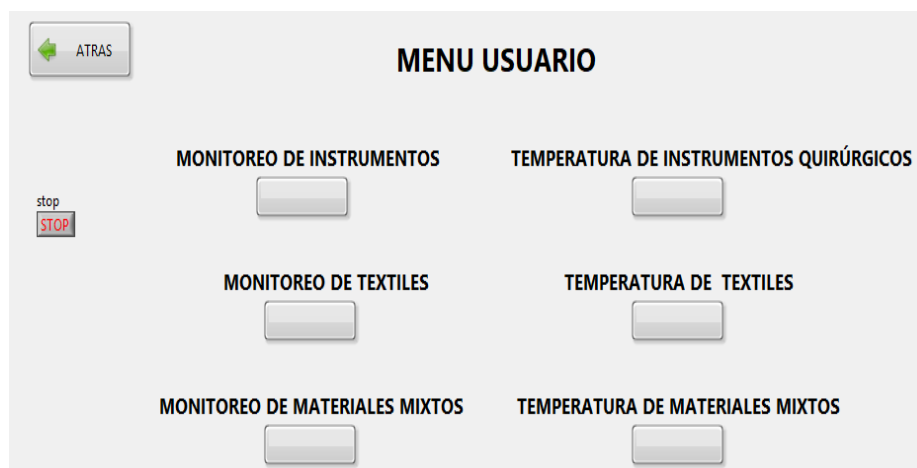 ATRAS
MENU USUARIO
MONITOREO DE INSTRUMENTOS
TEMPERATURA DE INSTRUMENTOS QUIRÚRGICOS
stop
STOP
MONITOREO DE TEXTILES
TEMPERATURA DE TEXTILES
MONITOREO DE MATERIALES MIXTOS
TEMPERATURA DE MATERIALES MIXTOS